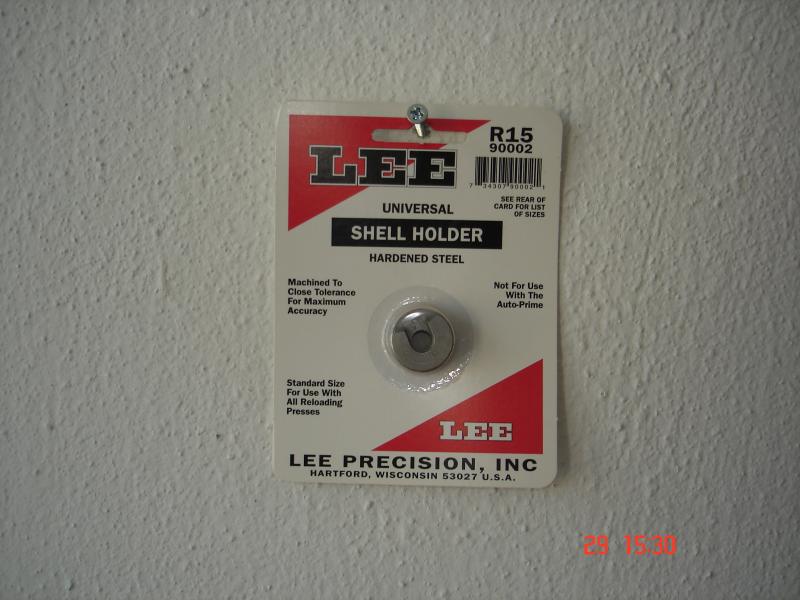 LEE
R15
90002
7 34307 90002 1
SEE REAR OF
CARD FOR LIST
OF SIZES
UNIVERSAL
SHELL HOLDER
HARDENED STEEL
Machined To
Close Tolerance
For Maximum
Accuracy
Not For Use
With The
Auto-Prime
Standard Size
For Use With
All Reloading
Presses
LEE
LEE PRECISION, INC
HARTFORD, WISCONSIN 53027 U.S.A.
29 15:30